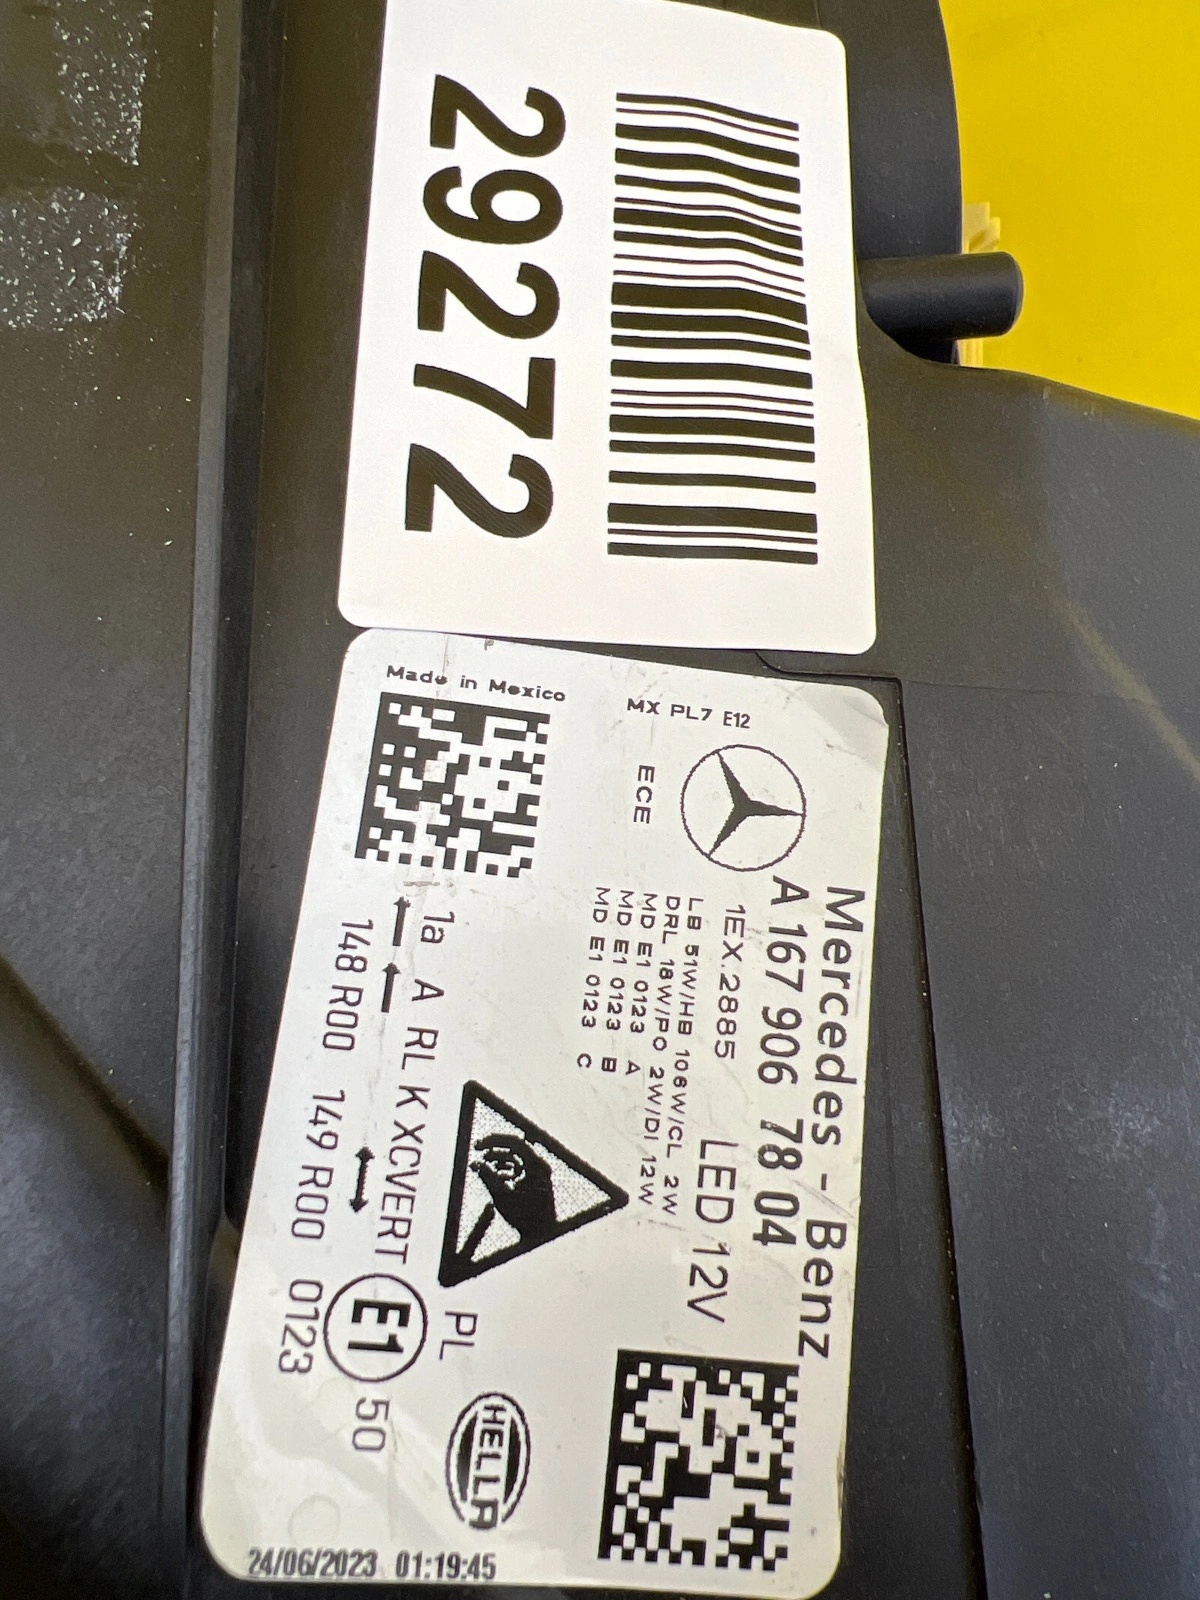 29272
Mercedes - Benz
A 167 906 78 04
LED 12V
1EX.2885
LB 51W/HB 106W/CL 2W
DRL 18W/PO 2W/DI 12W
MD E1 0123 A
MD E1 0123 B
MD E1 0123 C
MX PL7 E12
ECE
Made in Mexico
1a A RL K XCVERT
E1
50
148 R00 149 R00 0123
PL
HELLA
24/06/2023 01:19:45